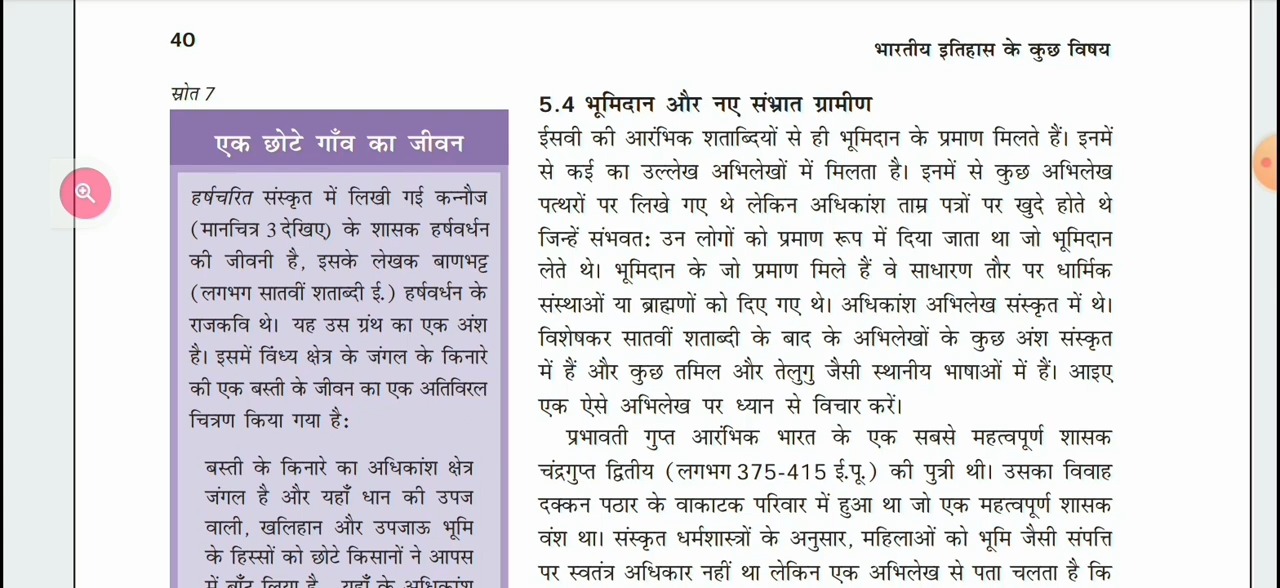 40
भारतीय इतिहास के कुछ विषय
स्रोत 7
एक छोटे गाँव का जीवन
हर्षचरित संस्कृत में लिखी गई कन्नौज
(मानचित्र 3 देखिए) के शासक हर्षवर्धन
की जीवनी है, इसके लेखक बाणभट्ट
(लगभग सातवीं शताब्दी ई.) हर्षवर्धन के
राजकवि थे। यह उस ग्रंथ का एक अंश
है। इसमें विंध्य क्षेत्र के जंगल के किनारे
की एक बस्ती के जीवन का एक अतिविरल
चित्रण किया गया है:
बस्ती के किनारे का अधिकांश क्षेत्र
जंगल है और यहाँ धान की उपज
वाली, खलिहान और उपजाऊ भूमि
के हिस्सों को छोटे किसानों ने आपस
में बाँट लिया है... यहाँ के अधिकांश
5.4 भूमिदान और नए संभ्रात ग्रामीण
ईसवी की आरंभिक शताब्दियों से ही भूमिदान के प्रमाण मिलते हैं। इनमें
से कई का उल्लेख अभिलेखों में मिलता है। इनमें से कुछ अभिलेख
पत्थरों पर लिखे गए थे लेकिन अधिकांश ताम्र पत्रों पर खुदे होते थे
जिन्हें संभवत: उन लोगों को प्रमाण रूप में दिया जाता था जो भूमिदान
लेते थे। भूमिदान के जो प्रमाण मिले हैं वे साधारण तौर पर धार्मिक
संस्थाओं या ब्राह्मणों को दिए गए थे। अधिकांश अभिलेख संस्कृत में थे।
विशेषकर सातवीं शताब्दी के बाद के अभिलेखों के कुछ अंश संस्कृत
में हैं और कुछ तमिल और तेलुगु जैसी स्थानीय भाषाओं में हैं। आइए
एक ऐसे अभिलेख पर ध्यान से विचार करें।
प्रभावती गुप्त आरंभिक भारत के एक सबसे महत्वपूर्ण शासक
चंद्रगुप्त द्वितीय (लगभग 375-415 ई.पू.) की पुत्री थी। उसका विवाह
दक्कन पठार के वाकाटक परिवार में हुआ था जो एक महत्वपूर्ण शासक
वंश था। संस्कृत धर्मशास्त्रों के अनुसार, महिलाओं को भूमि जैसी संपत्ति
पर स्वतंत्र अधिकार नहीं था लेकिन एक अभिलेख से पता चलता है कि